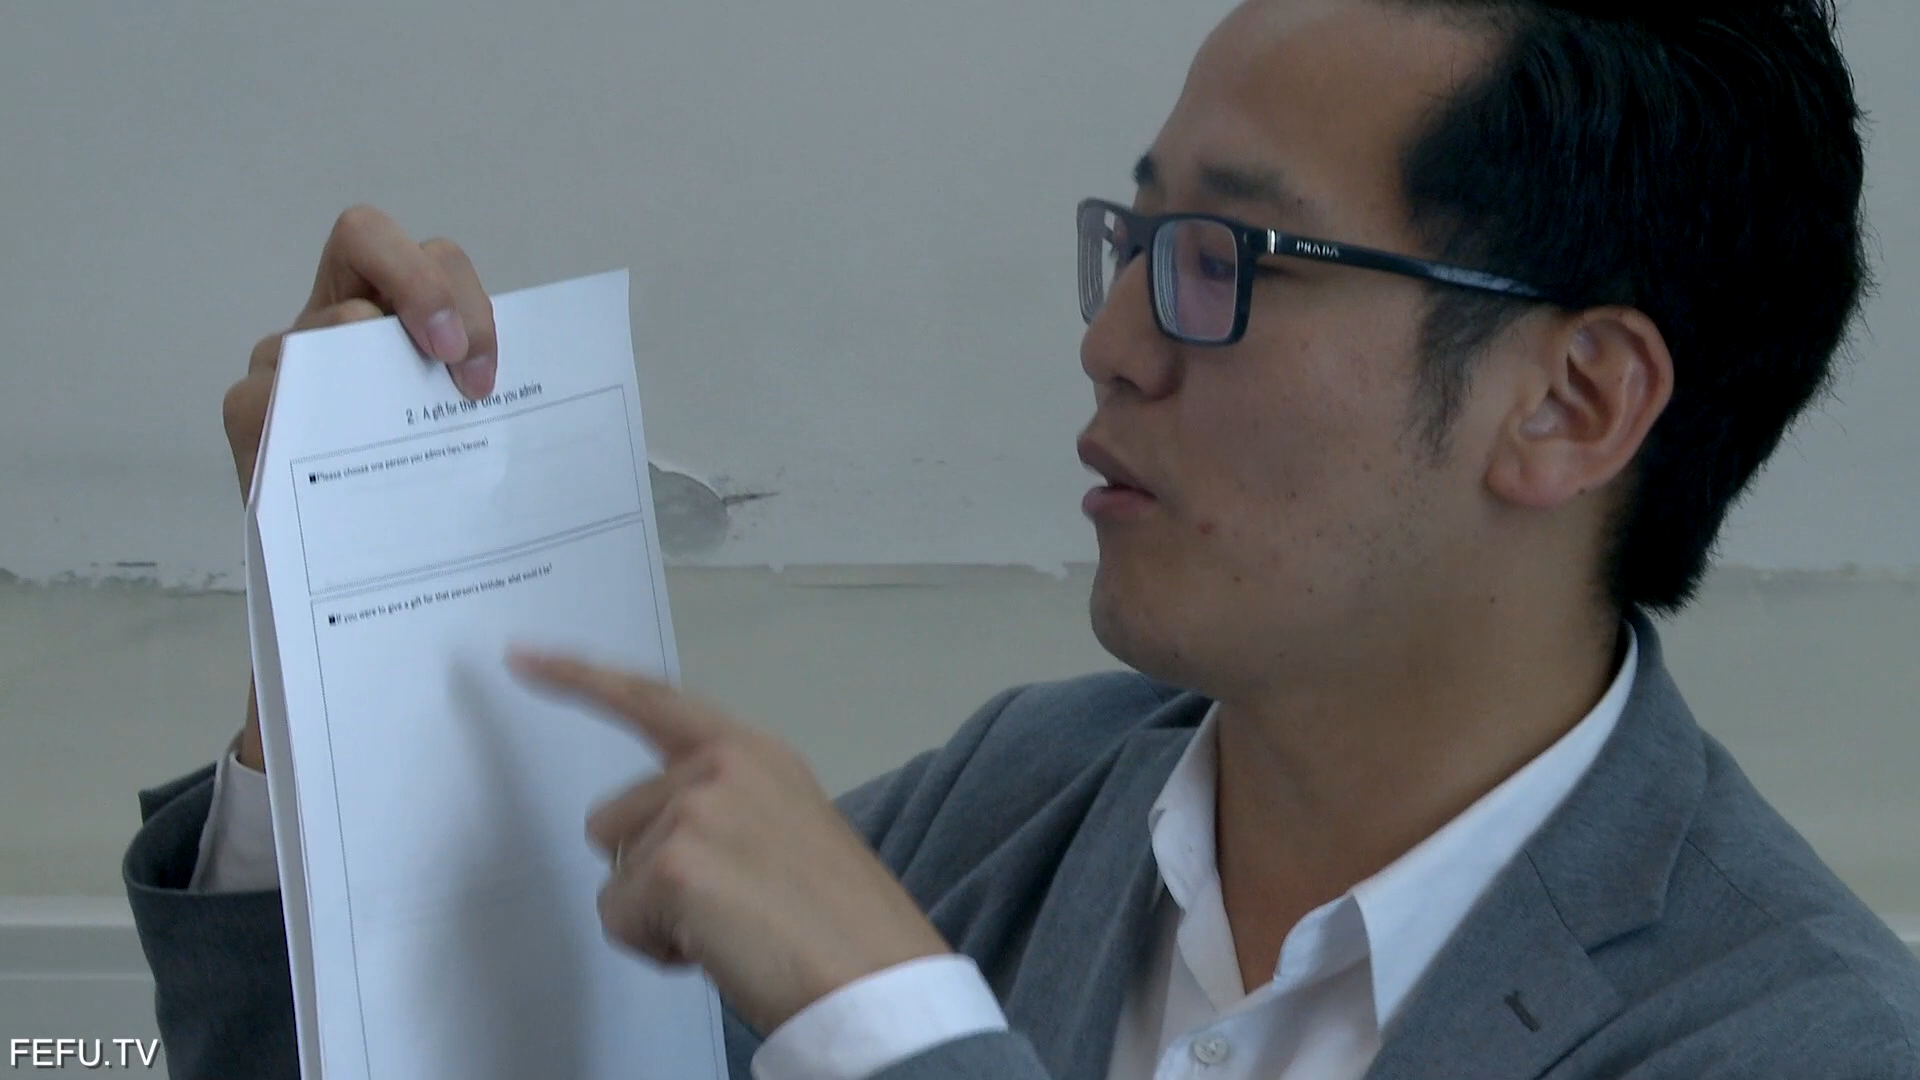 2: A gift for the one you admire
■Please choose one person you admire(hero/heroine)
■If you were to give a gift for that person's birthday, what would it be?
PRADA
FEFU.TV